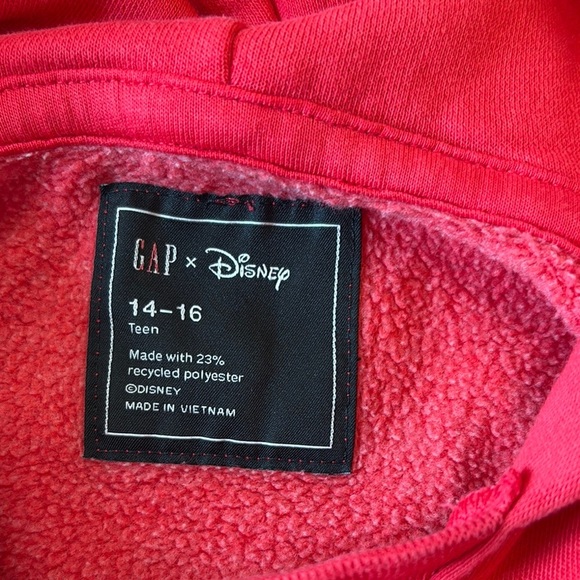 GAP × Disney
14-16
Teen
Made with 23%
recycled polyester
©DISNEY
MADE IN VIETNAM